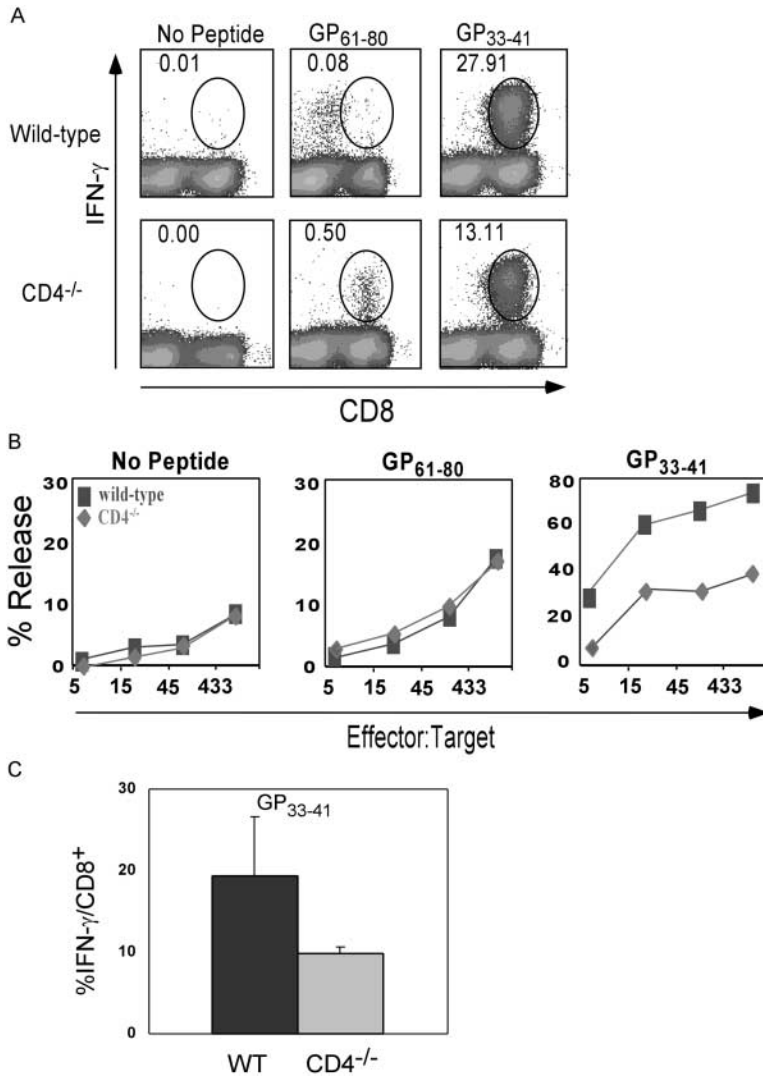 A
No Peptide GP61-80 GP33-41
0.01 0.08 27.91
Wild-type
IFN-γ
0.00 0.50 13.11
CD4-/-
CD8
B
No Peptide GP61-80 GP33-41
30 30 80
wild-type
CD4-/-
60
20 20
40
% Release
10 10
20
0 0 0
5 15 45 433 5 15 45 433 5 15 45 433
Effector:Target
C
30
GP33-41
20
%IFN-γ/CD8+
10
0
WT CD4-/-